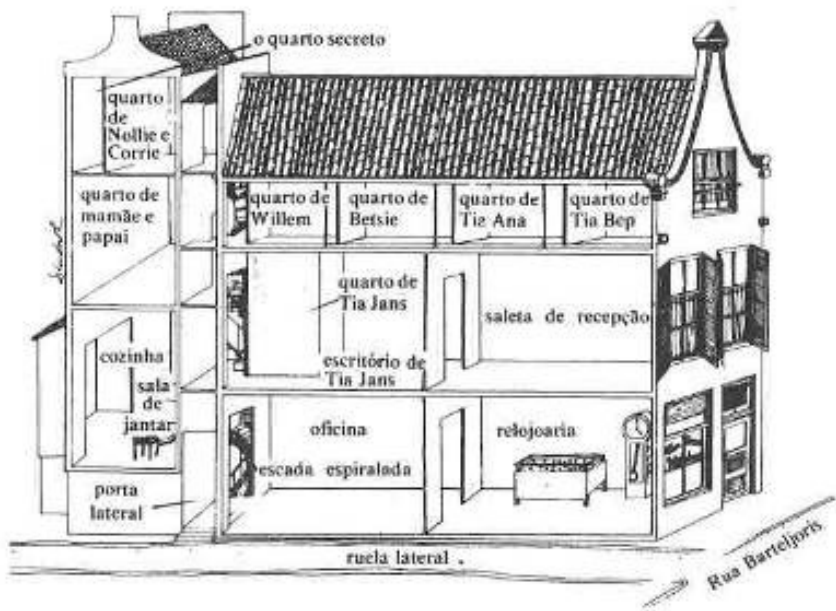 o quarto secreto
quarto
de
Nollie e
Corrie
quarto de
mamãe e
papai
quarto de
Willem
quarto de
Betsie
quarto de
Tia Ana
quarto de
Tia Bep
quarto de
Tia Jans
saleta de recepção
cozinha
escritório de
Tia Jans
sala
de
jantar
oficina
relojoaria
escada espiralada
porta
lateral
ruela lateral .
Rua Barteljoris